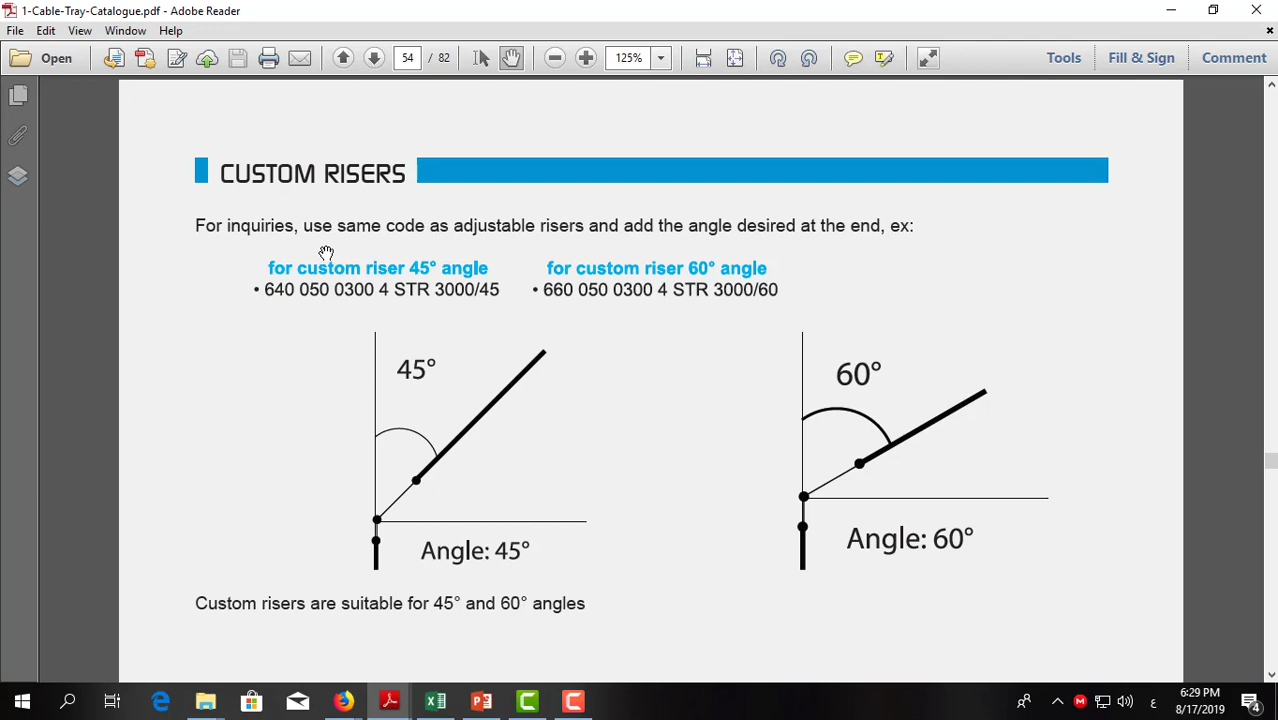 1-Cable-Tray-Catalogue.pdf - Adobe Reader
File Edit View Window Help
Open 54 / 82 125% Tools Fill & Sign Comment
CUSTOM RISERS
For inquiries, use same code as adjustable risers and add the angle desired at the end, ex:
for custom riser 45° angle for custom riser 60° angle
• 640 050 0300 4 STR 3000/45 • 660 050 0300 4 STR 3000/60
45° 60°
Angle: 45° Angle: 60°
Custom risers are suitable for 45° and 60° angles
ع 6:29 PM
8/17/2019 4